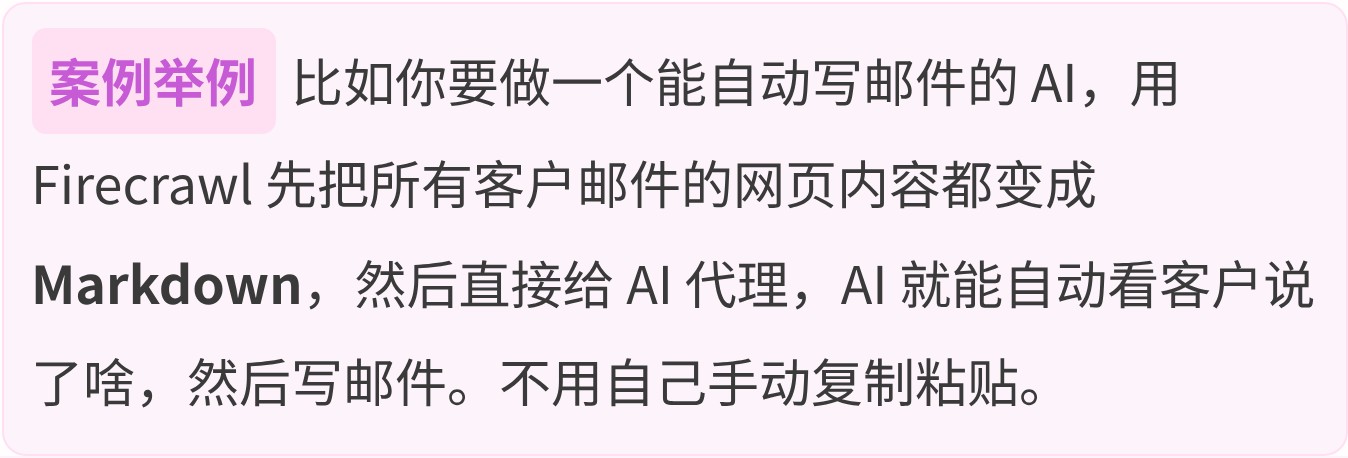 案例举例 比如你要做一个能自动写邮件的 AI，用
Firecrawl 先把所有客户邮件的网页内容都变成
Markdown，然后直接给 AI 代理，AI 就能自动看客户说
了啥，然后写邮件。不用自己手动复制粘贴。